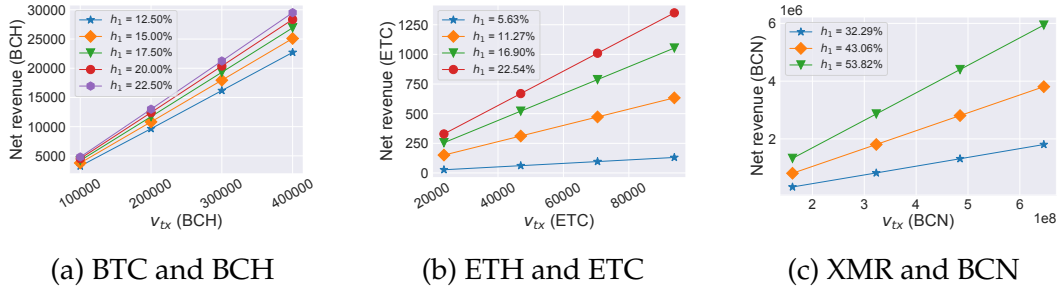 Net revenue (BCH)
30000
25000
20000
15000
10000
5000
h1 = 12.50%
h1 = 15.00%
h1 = 17.50%
h1 = 20.00%
h1 = 22.50%
100000
200000
300000
400000
vtx (BCH)
(a) BTC and BCH
Net revenue (ETC)
1250
1000
750
500
250
0
h1 = 5.63%
h1 = 11.27%
h1 = 16.90%
h1 = 22.54%
20000
40000
60000
80000
vtx (ETC)
(b) ETH and ETC
1e6
Net revenue (BCN)
6
4
2
h1 = 32.29%
h1 = 43.06%
h1 = 53.82%
2
3
4
5
6
1e8
vtx (BCN)
(c) XMR and BCN